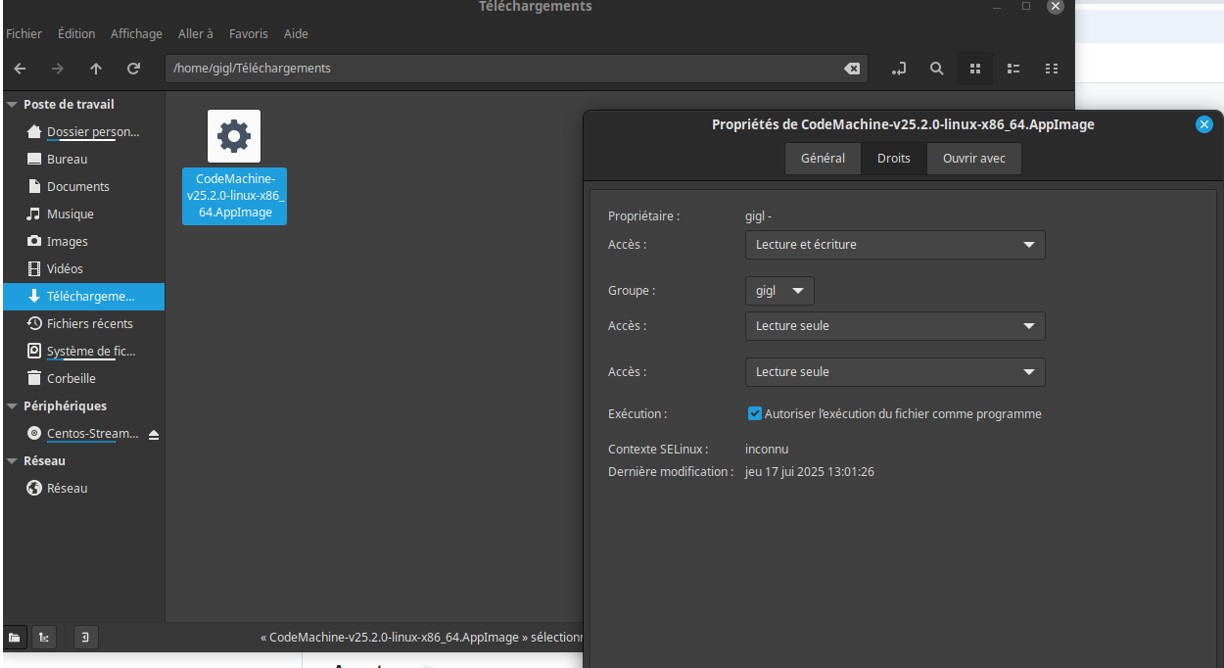 Téléchargements
Fichier Édition Affichage Aller à Favoris Aide
/home/gigl/Téléchargements
Poste de travail
Dossier person...
Bureau
Documents
Musique
Images
Vidéos
Téléchargeme...
Fichiers récents
Système de fic...
Corbeille
Périphériques
Centos-Stream...
Réseau
Réseau
CodeMachine-
v25.2.0-linux-x86_
64.AppImage
« CodeMachine-v25.2.0-linux-x86_64.AppImage » sélectionn
Propriétés de CodeMachine-v25.2.0-linux-x86_64.AppImage
Général Droits Ouvrir avec
Propriétaire : gigl -
Accès : Lecture et écriture
Groupe : gigl
Accès : Lecture seule
Accès : Lecture seule
Exécution : Autoriser l'exécution du fichier comme programme
Contexte SELinux : inconnu
Dernière modification : jeu 17 jui 2025 13:01:26